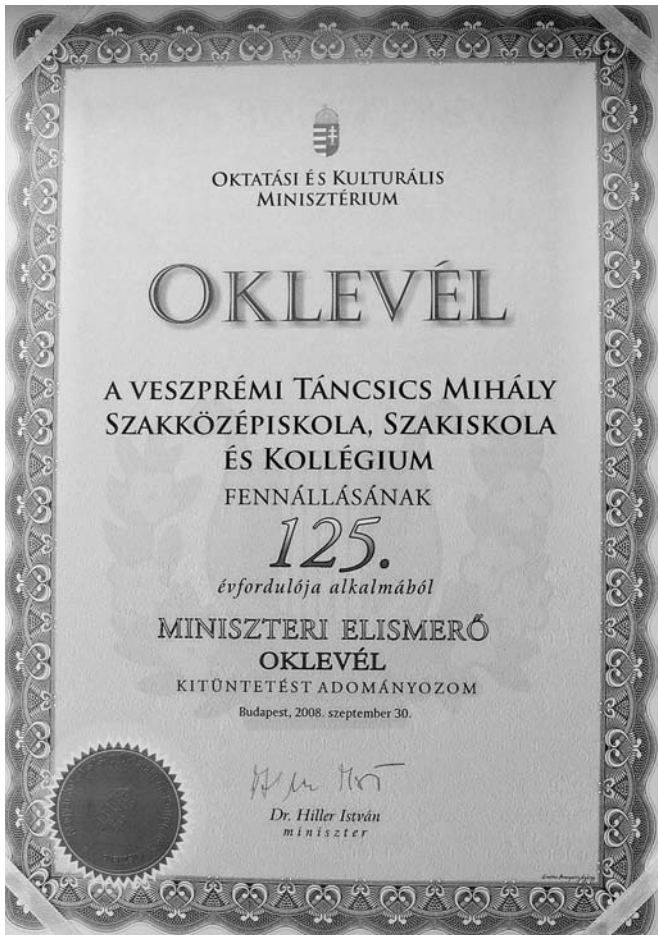 OKTATÁSI ÉS KULTURÁLIS
MINISZTÉRIUM
OKLEVÉL
A VESZPRÉMI TÁNCSICS MIHÁLY
SZAKKÖZÉPISKOLA, SZAKISKOLA
ÉS KOLLÉGIUM
FENNÁLLÁSÁNAK
125.
évfordulója alkalmából
MINISZTERI ELISMERŐ
OKLEVÉL
KITÜNTETÉST ADOMÁNYOZOM
Budapest, 2008. szeptember 30.
Dr. Hiller István
miniszter